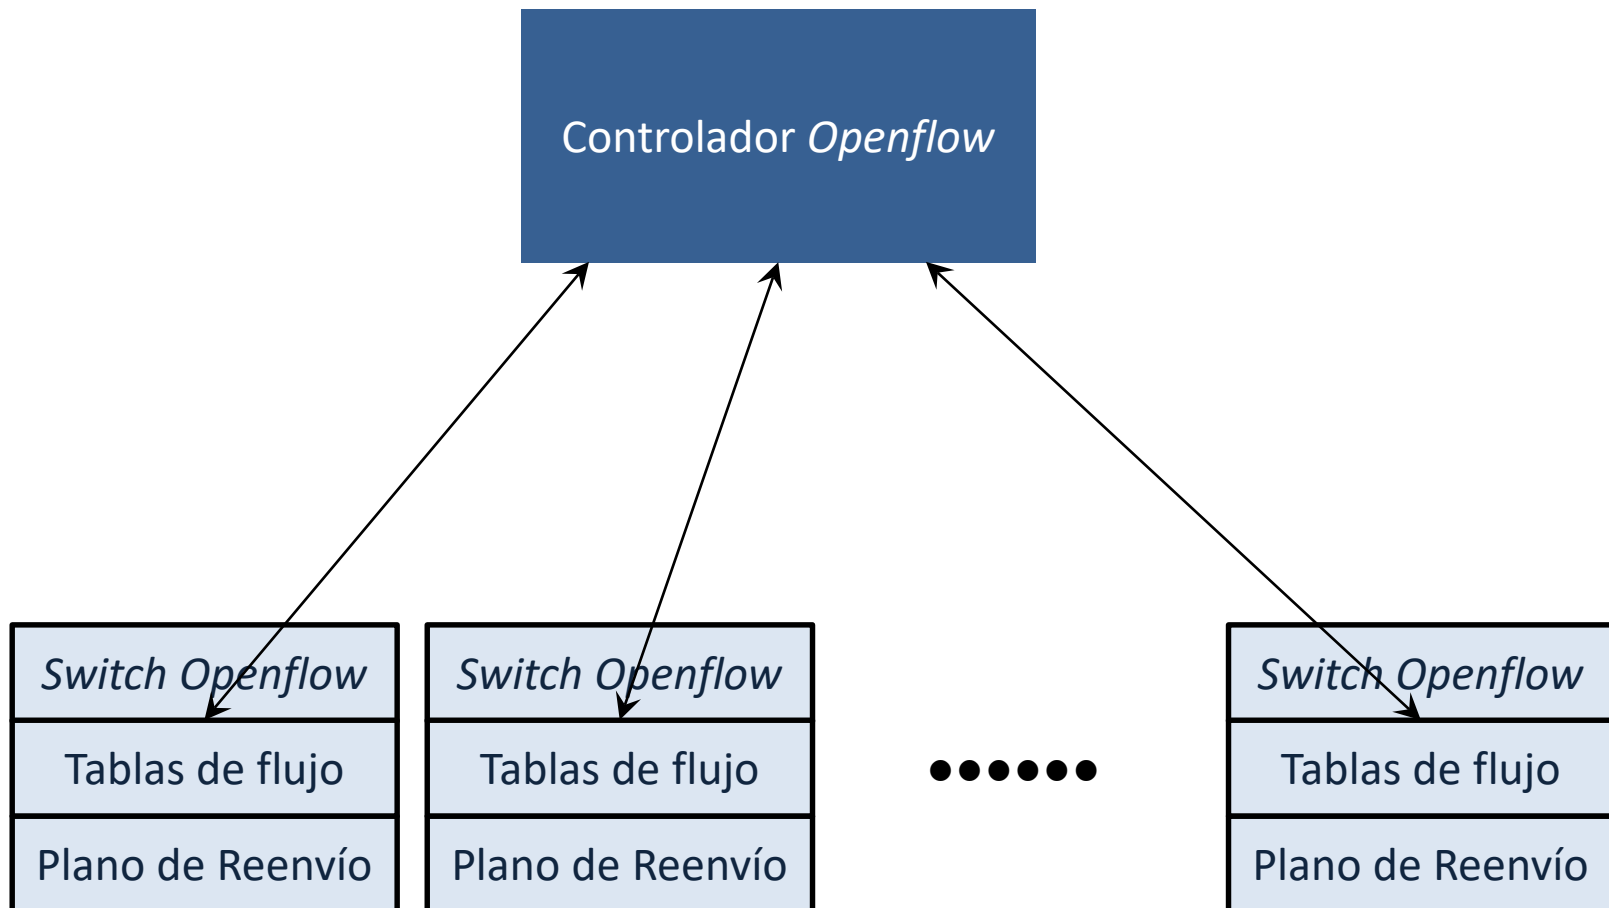 Controlador Openflow
Switch Openflow
Tablas de flujo
Plano de Reenvío
Switch Openflow
Tablas de flujo
Plano de Reenvío
Switch Openflow
Tablas de flujo
Plano de Reenvío